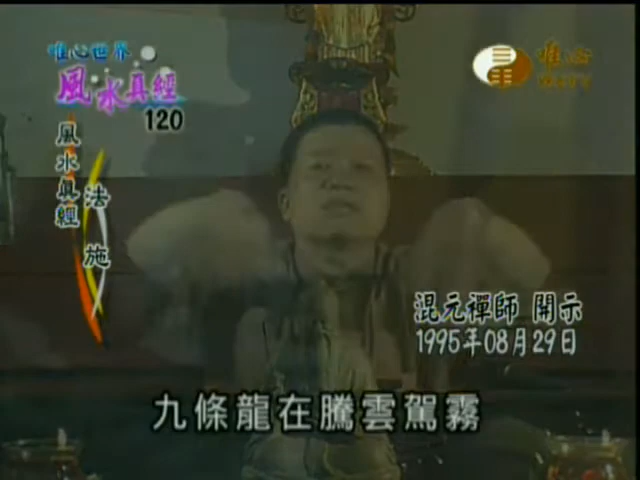 唯心世界
風水真經
120
唯心
風水真經
法施
混元禪師 開示
1995年08月29日
九條龍在騰雲駕霧